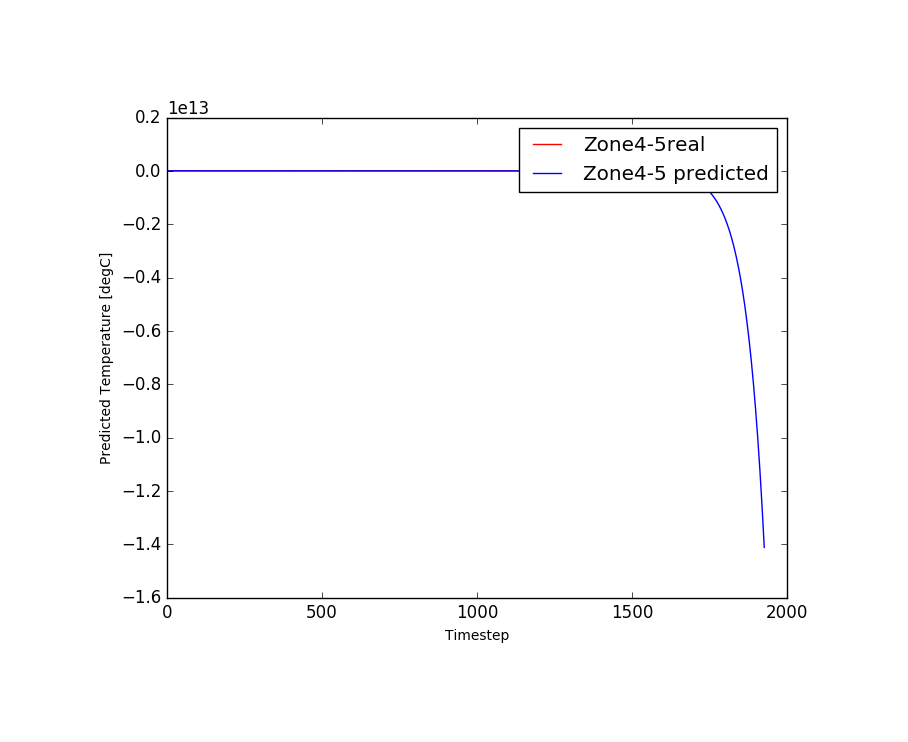 1e13
0.2
0.0
−0.2
−0.4
−0.6
−0.8
−1.0
−1.2
−1.4
−1.6
Predicted Temperature [degC]
Zone4-5real
Zone4-5 predicted
0 500 1000 1500 2000
Timestep